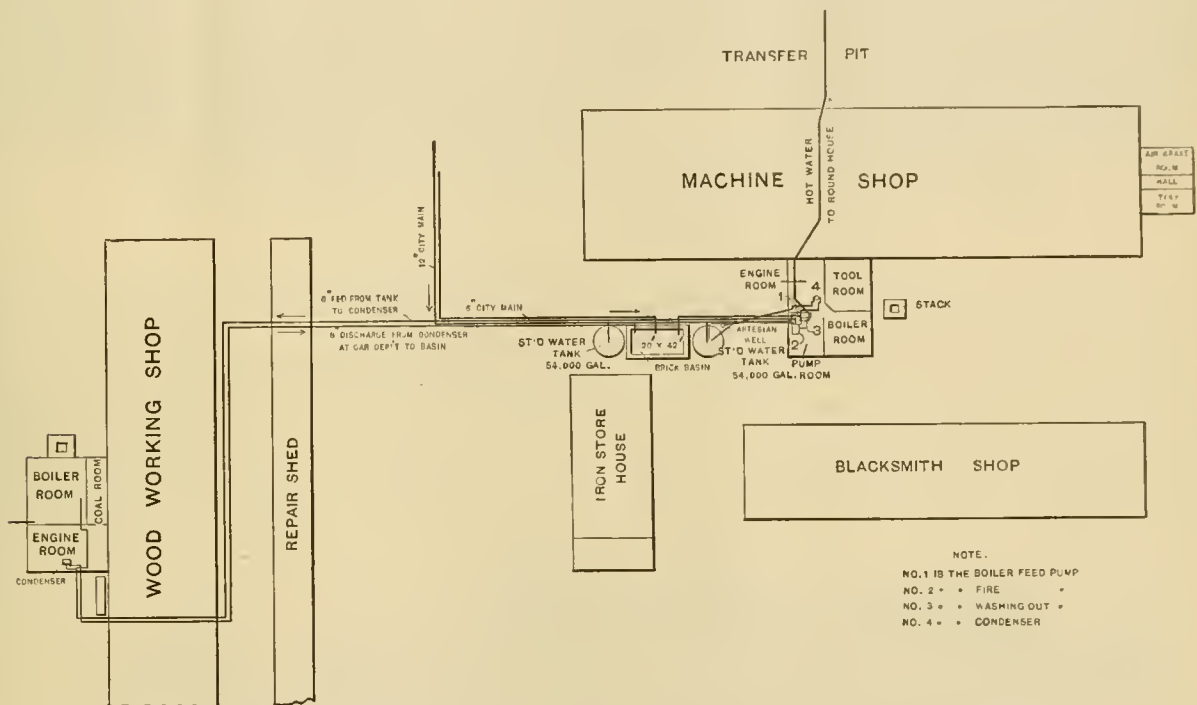 TRANSFER PIT
MACHINE SHOP
HOT WATER
TO ROUND HOUSE
AIR BRAKE
ROOM
HALL
TEST
ROOM
12" CITY MAIN
ENGINE
ROOM
TOOL
ROOM
1
4
STACK
8" FED FROM TANK
TO CONDENSER
6" CITY MAIN
6" DISCHARGE FROM CONDENSER
AT CAR DEP'T TO BASIN
ST'D WATER
TANK
54,000 GAL.
20 X 42
BRICK BASIN
ARTESIAN
WELL
ST'D WATER
TANK
54,000 GAL.
3
2
PUMP
ROOM
BOILER
ROOM
WOOD WORKING SHOP
REPAIR SHED
IRON STORE
HOUSE
BLACKSMITH SHOP
BOILER
ROOM
COAL ROOM
ENGINE
ROOM
CONDENSER
NOTE.
NO. 1 IS THE BOILER FEED PUMP
NO. 2 " " FIRE "
NO. 3 " " WASHING OUT "
NO. 4 " " CONDENSER